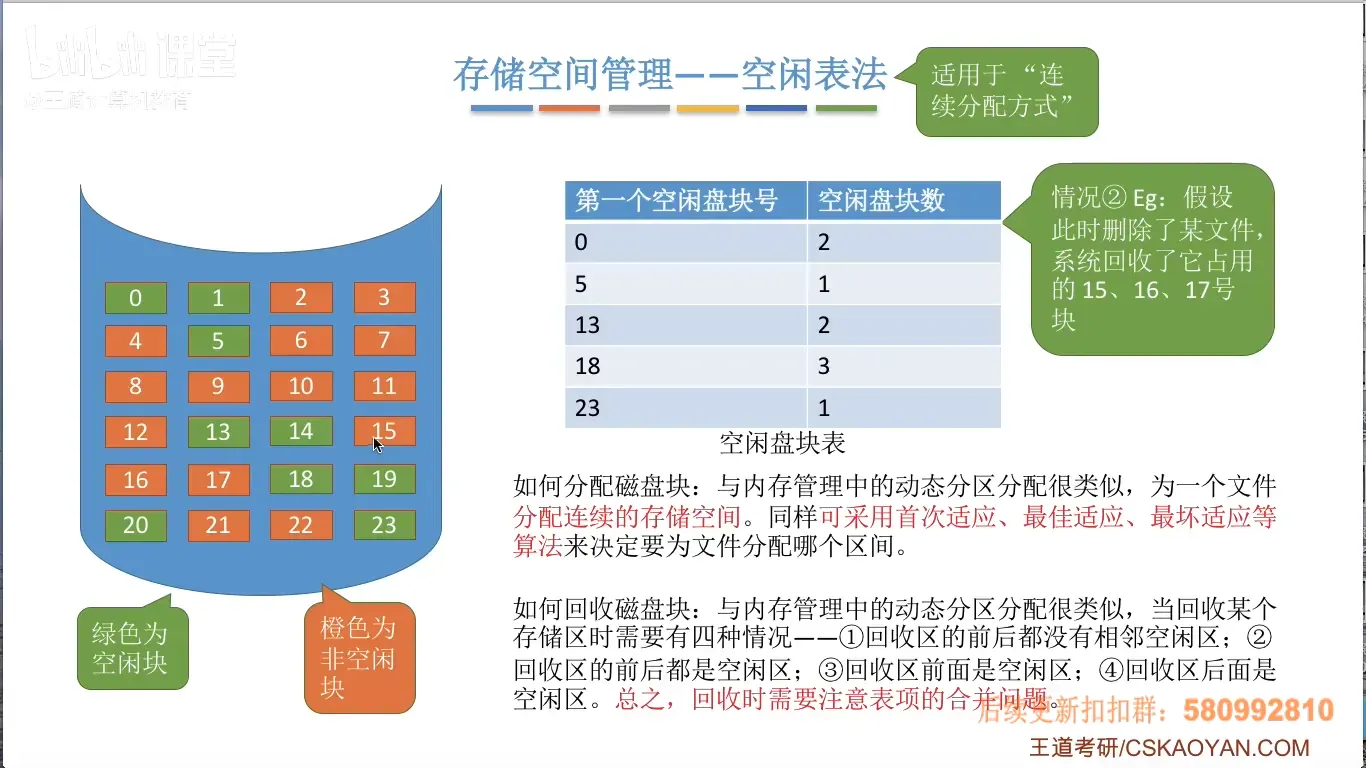 bilibili 课堂
@王道计算机教育
存储空间管理——空闲表法
适用于 “连
续分配方式”
第一个空闲盘块号 空闲盘块数
0 2
5 1
13 2
18 3
23 1
空闲盘块表
情况② Eg：假设
此时删除了某文件，
系统回收了它占用
的 15、16、17号
块
0 1 2 3
4 5 6 7
8 9 10 11
12 13 14 15
16 17 18 19
20 21 22 23
绿色为
空闲块
橙色为
非空闲
块
如何分配磁盘块：与内存管理中的动态分区分配很类似，为一个文件
分配连续的存储空间。同样可采用首次适应、最佳适应、最坏适应等
算法来决定要为文件分配哪个区间。
如何回收磁盘块：与内存管理中的动态分区分配很类似，当回收某个
存储区时需要有四种情况——①回收区的前后都没有相邻空闲区；②
回收区的前后都是空闲区；③回收区前面是空闲区；④回收区后面是
空闲区。总之，回收时需要注意表项的合并问题。
后续更新扣扣群：580992810
王道考研/CSKAOYAN.COM